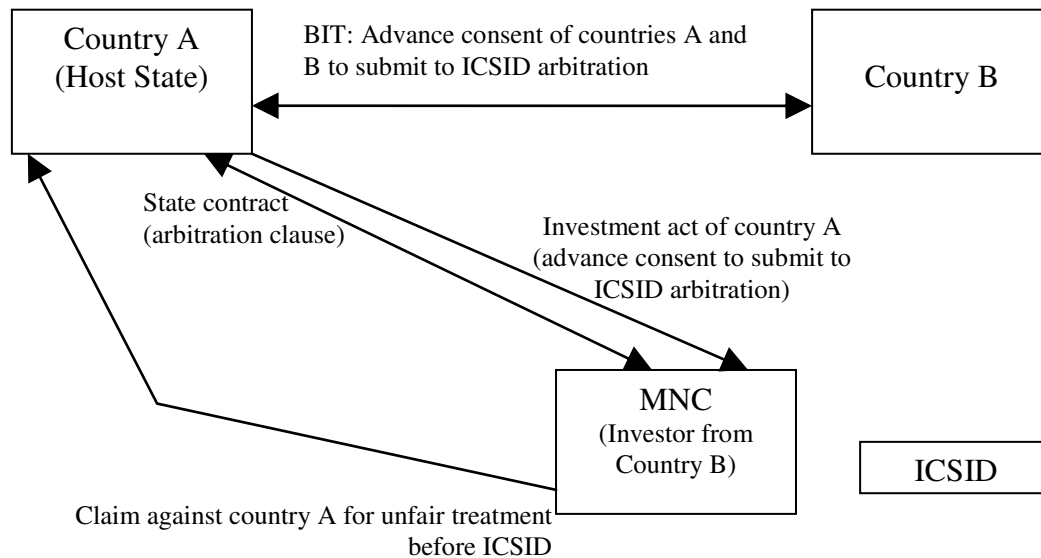 Country A
(Host State)
BIT: Advance consent of countries A and
B to submit to ICSID arbitration
Country B
State contract
(arbitration clause)
Investment act of country A
(advance consent to submit to
ICSID arbitration)
MNC
(Investor from
Country B)
ICSID
Claim against country A for unfair treatment
before ICSID